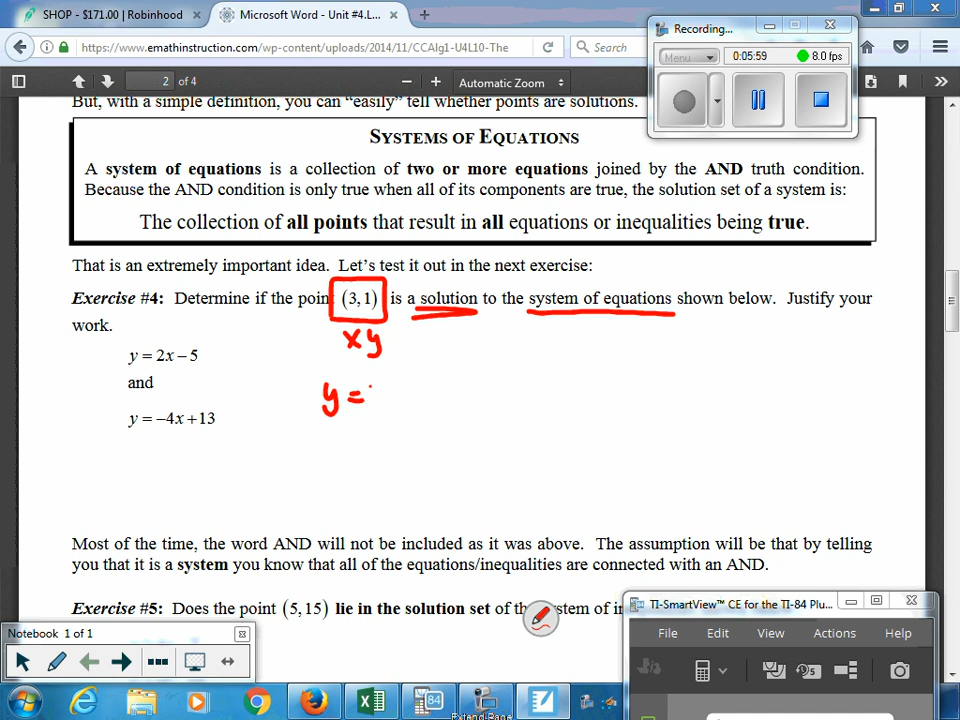 SHOP - $171.00 | Robinhood × Microsoft Word - Unit #4.L... × +
https://www.emathinstruction.com/wp-content/uploads/2014/11/CCAlg1-U4L10-The Search
Recording...
Menu 0:05:59 8.0 fps
2 of 4 − + Automatic Zoom
But, with a simple definition, you can “easily” tell whether points are solutions.
SYSTEMS OF EQUATIONS
A system of equations is a collection of two or more equations joined by the AND truth condition.
Because the AND condition is only true when all of its components are true, the solution set of a system is:
The collection of all points that result in all equations or inequalities being true.
That is an extremely important idea. Let’s test it out in the next exercise:
Exercise #4: Determine if the point (3,1) is a solution to the system of equations shown below. Justify your
work.
x y
y = 2x − 5
and
y =
y = −4x + 13
Most of the time, the word AND will not be included as it was above. The assumption will be that by telling
you that it is a system you know that all of the equations/inequalities are connected with an AND.
Exercise #5: Does the point (5,15) lie in the solution set of the
TI-SmartView™ CE for the TI-84 Plu...
File Edit View Actions Help
Notebook 1 of 1
84
Extend-Page